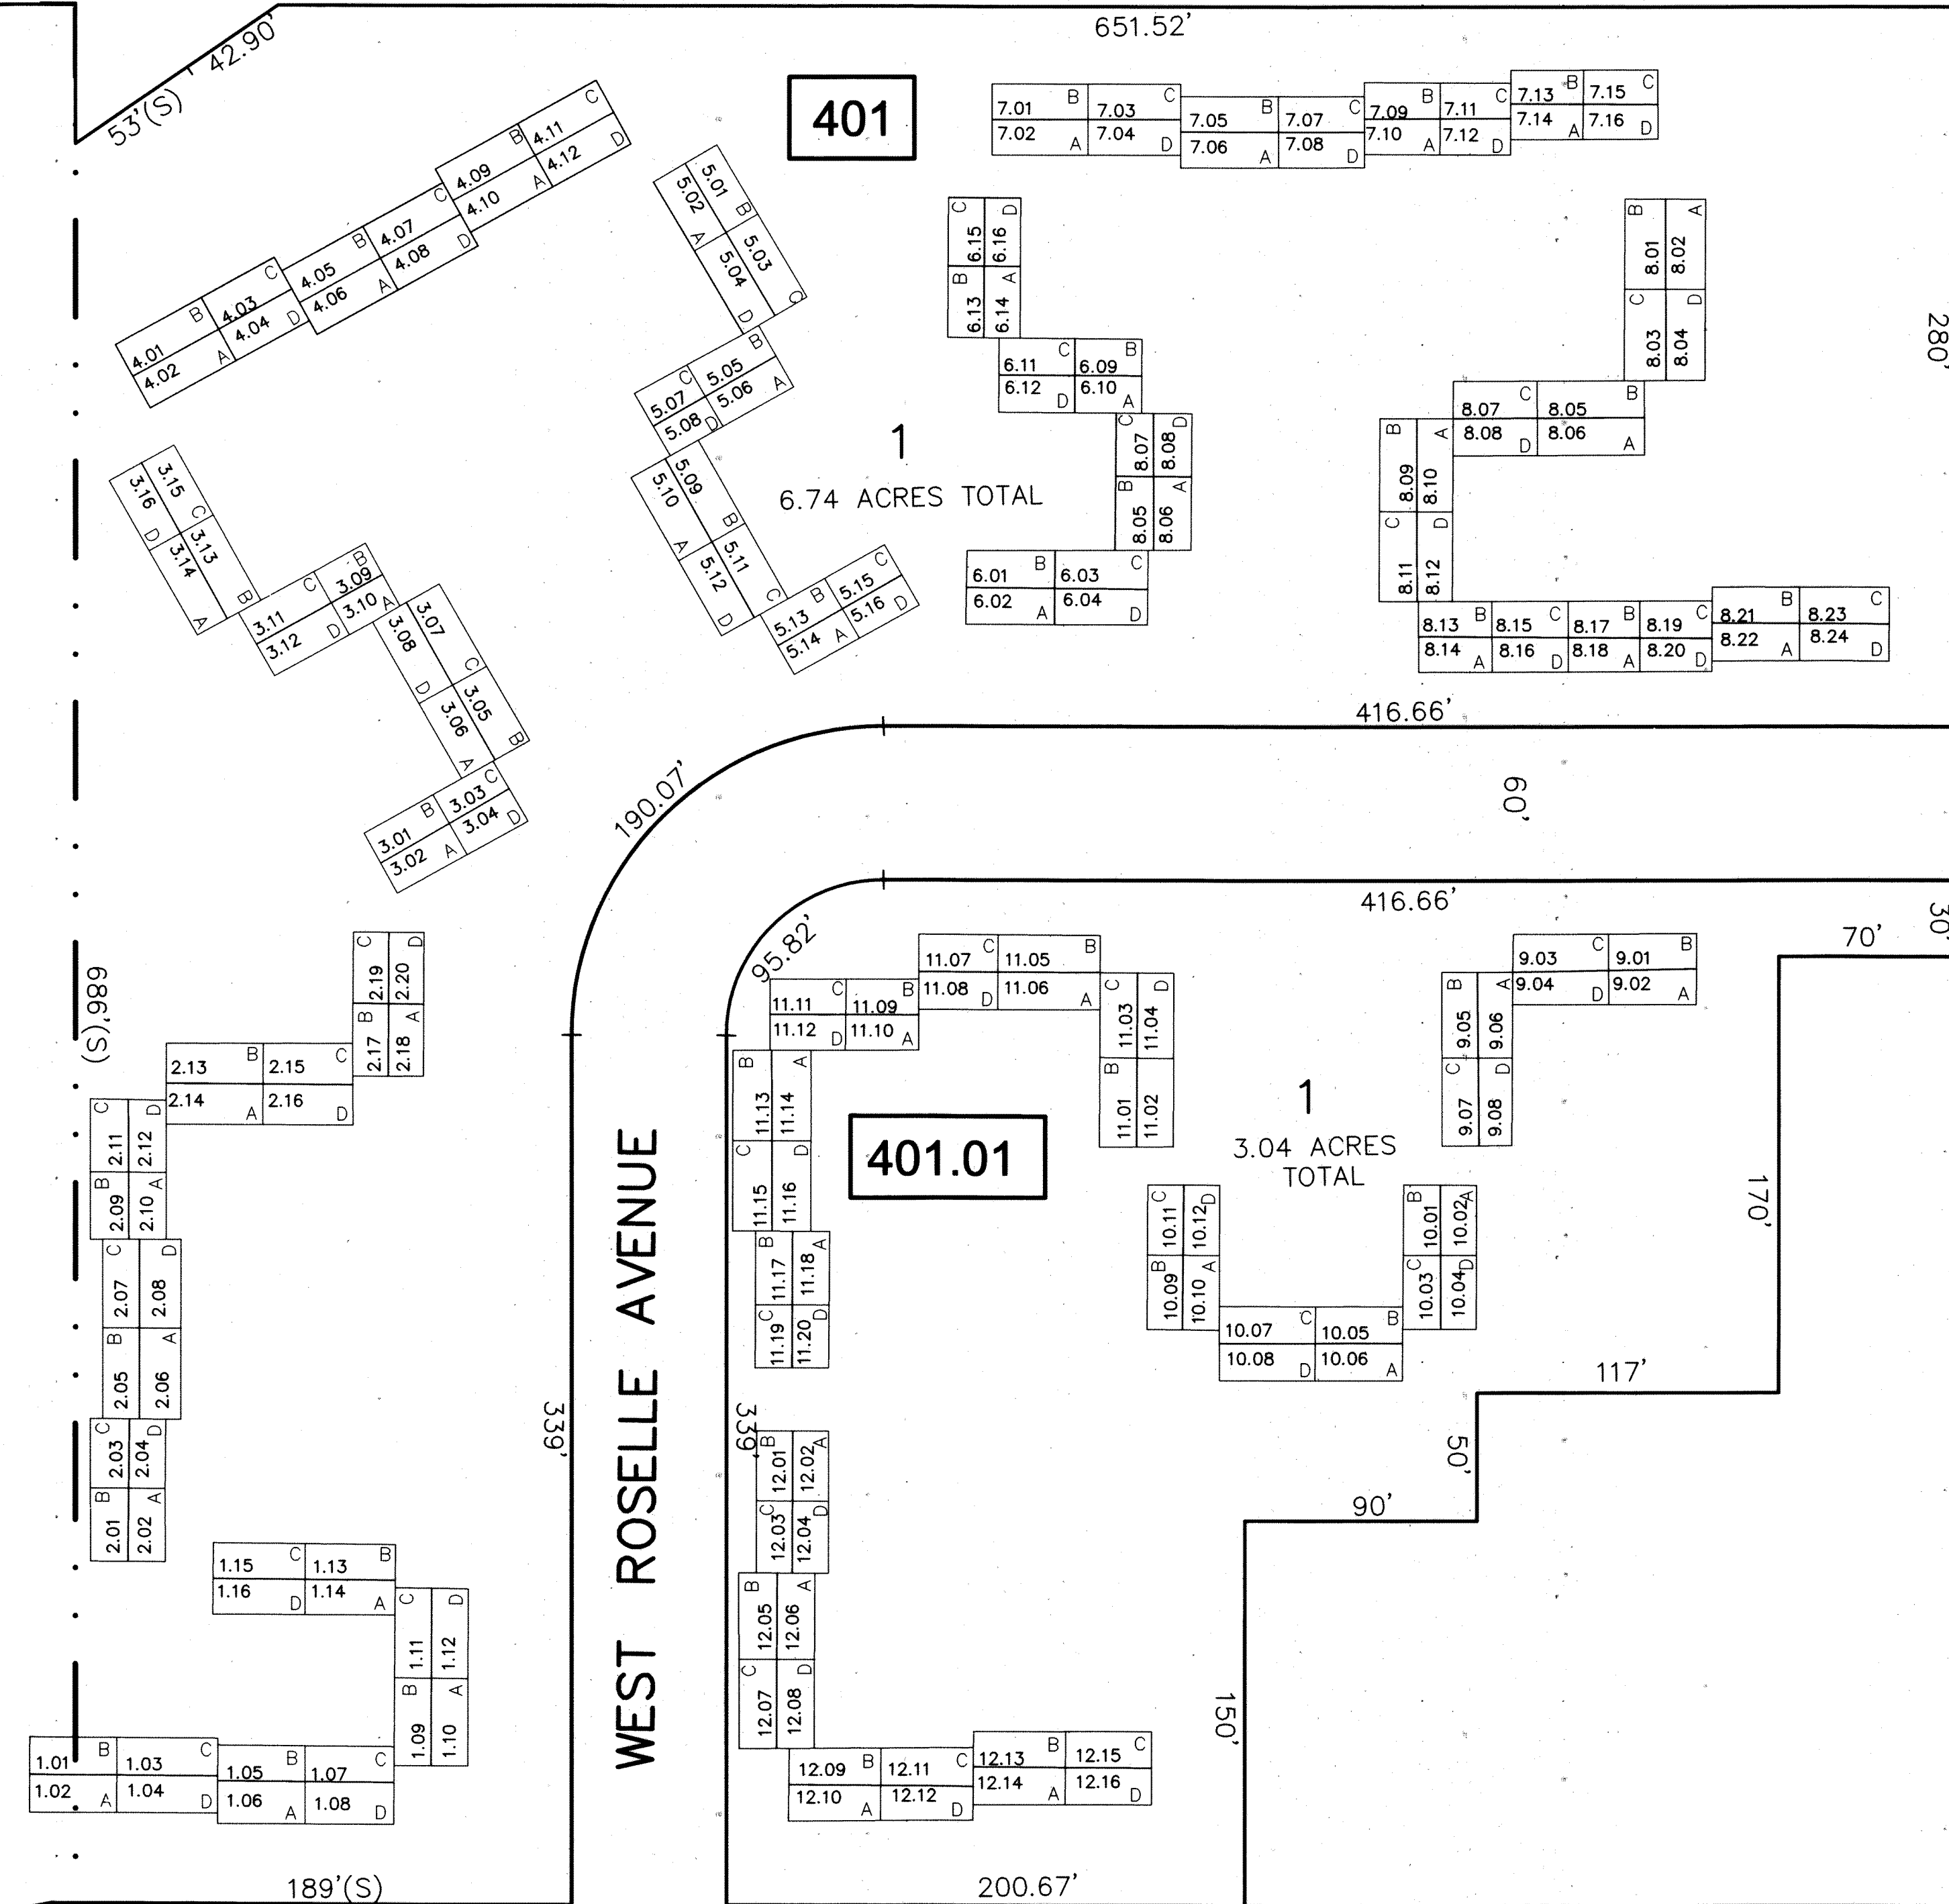 42.90'
53'(S)
651.52'
401
7.01 B 7.03 C
7.02 A 7.04 D
7.05 B 7.07 C
7.06 A 7.08 D
7.09 B 7.11 C
7.10 A 7.12 D
7.13 B 7.15 C
7.14 A 7.16 D
4.09 B 4.11 C
4.10 A 4.12 D
4.05 B 4.07 C
4.06 A 4.08 D
4.01 B 4.03 C
4.02 A 4.04 D
5.01 B 5.03 C
5.02 A 5.04 D
5.07 C 5.05 B
5.08 D 5.06 A
5.09 B 5.11 C
5.10 A 5.12 D
5.13 B 5.15 C
5.14 A 5.16 D
6.15 C 6.16 D
6.13 B 6.14 A
6.11 C 6.09 B
6.12 D 6.10 A
8.07 C 8.08 D
8.05 B 8.06 A
6.01 B 6.03 C
6.02 A 6.04 D
8.01 B 8.02 A
8.03 C 8.04 D
280'
8.07 C 8.05 B
8.08 D 8.06 A
8.09 B 8.10 A
8.11 C 8.12 D
8.13 B 8.15 C 8.17 B 8.19 C
8.14 A 8.16 D 8.18 A 8.20 D
8.21 B 8.23 C
8.22 A 8.24 D
1
6.74 ACRES TOTAL
3.15 C 3.13 B
3.16 D 3.14 A
3.11 C 3.09 B
3.12 D 3.10 A
3.07 C 3.05 B
3.08 D 3.06 A
3.01 B 3.03 C
3.02 A 3.04 D
416.66'
190.07'
60'
416.66'
30'
70'
95.82'
686'(S)
2.19 C 2.20 D
2.17 B 2.18 A
2.13 B 2.15 C
2.14 A 2.16 D
2.11 C 2.12 D
2.09 B 2.10 A
2.07 C 2.08 D
2.05 B 2.06 A
2.03 C 2.04 D
2.01 B 2.02 A
1.15 C 1.13 B
1.16 D 1.14 A
1.11 C 1.12 D
1.09 B 1.10 A
1.01 B 1.03 C
1.02 A 1.04 D
1.05 B 1.07 C
1.06 A 1.08 D
189'(S)
339'
WEST ROSELLE AVENUE
339'
11.07 C 11.05 B
11.08 D 11.06 A
11.11 C 11.09 B
11.12 D 11.10 A
11.03 C 11.04 D
11.01 B 11.02
11.13 B 11.14 A
11.15 C 11.16 D
11.17 B 11.18 A
11.19 C 11.20 D
401.01
1
3.04 ACRES
TOTAL
9.03 C 9.01 B
9.04 D 9.02 A
9.05 B 9.06 A
9.07 C 9.08 D
10.11 C 10.12 D
10.09 B 10.10 A
10.01 B 10.02 A
10.03 C 10.04 D
10.07 C 10.05 B
10.08 D 10.06 A
170'
117'
50'
90'
150'
12.01 B 12.02 A
12.03 C 12.04 D
12.05 B 12.06 A
12.07 C 12.08 D
12.09 B 12.11 C
12.10 A 12.12 D
12.13 B 12.15 C
12.14 A 12.16 D
200.67'